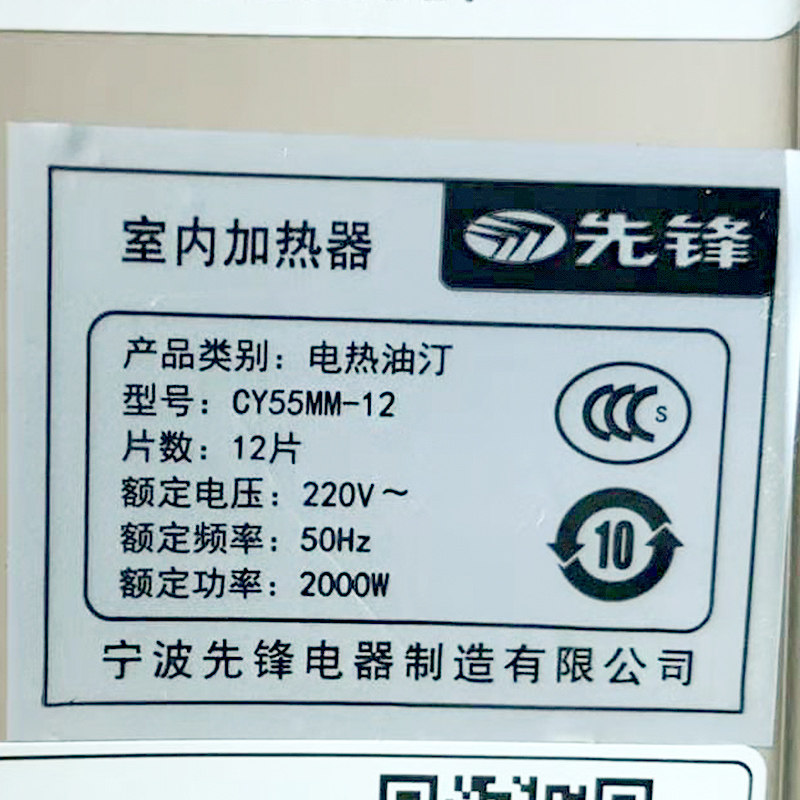 室内加热器
先锋
产品类别：电热油汀
型号：CY55MM-12
片数：12片
额定电压：220V～
额定频率：50Hz
额定功率：2000W
CCC S
10
宁波先锋电器制造有限公司